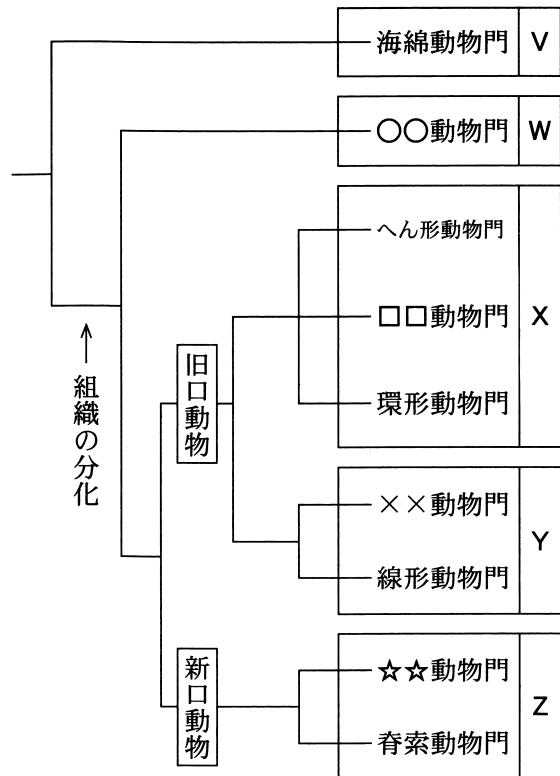 海綿動物門 V
○○動物門 W
へん形動物門
□□動物門 X
環形動物門
組織の分化
旧口動物
××動物門
線形動物門 Y
新口動物
☆☆動物門
脊索動物門 Z